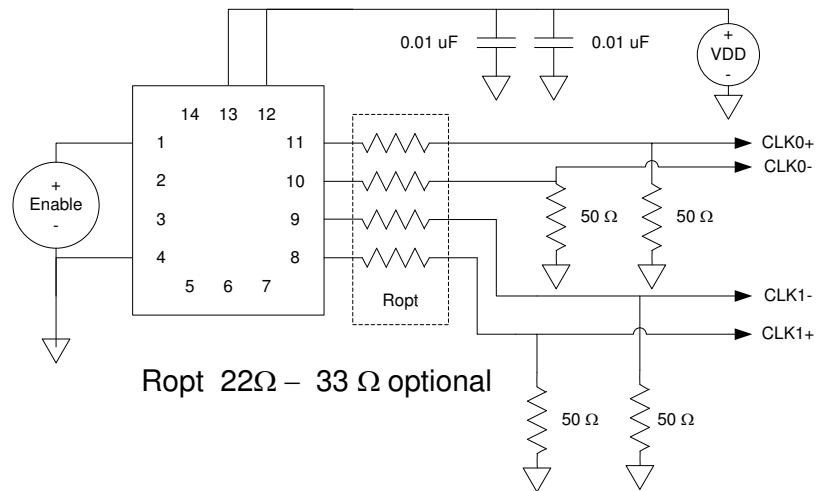 0.01 uF
0.01 uF
+
VDD
-
14 13 12
1 11
2 10
3 9
4 8
5 6 7
+
Enable
-
CLK0+
CLK0-
50 Ω
50 Ω
Ropt
CLK1-
CLK1+
Ropt 22Ω – 33 Ω optional
50 Ω
50 Ω